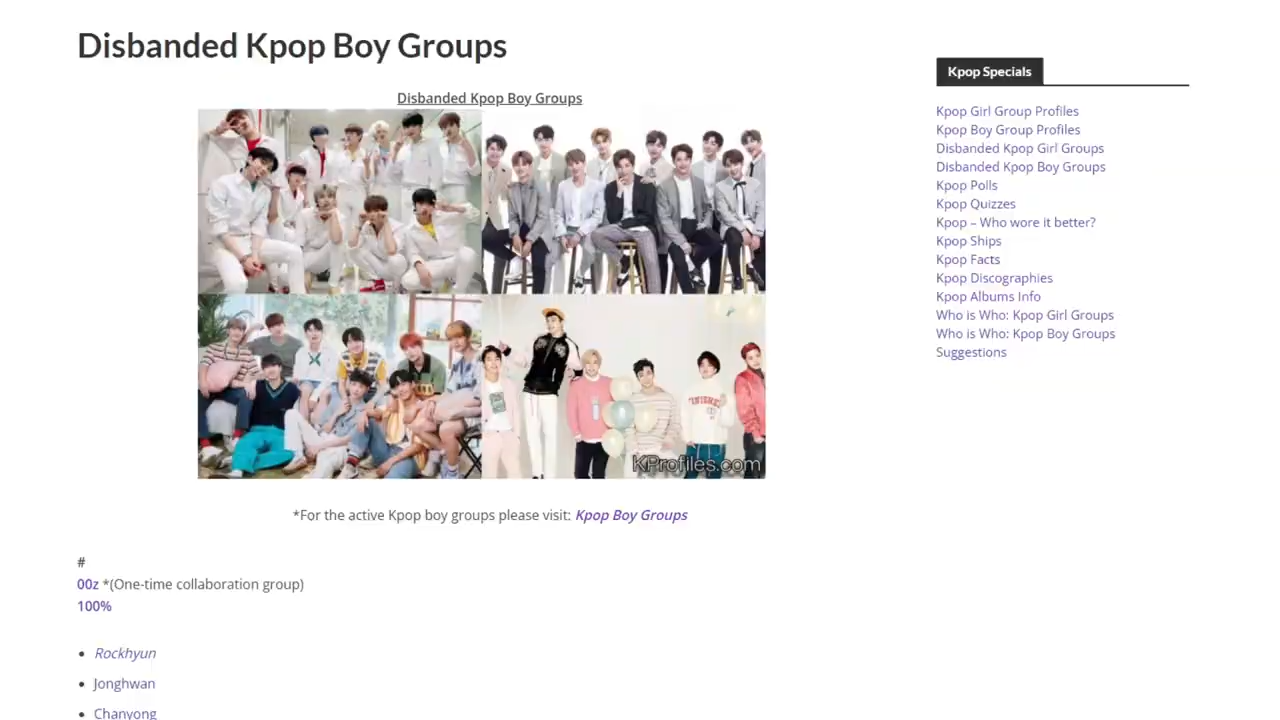 Disbanded Kpop Boy Groups
Disbanded Kpop Boy Groups
KProfiles.com
*For the active Kpop boy groups please visit: Kpop Boy Groups
#
00z *(One-time collaboration group)
100%
Rockhyun
Jonghwan
Chanyong
Kpop Specials
Kpop Girl Group Profiles
Kpop Boy Group Profiles
Disbanded Kpop Girl Groups
Disbanded Kpop Boy Groups
Kpop Polls
Kpop Quizzes
Kpop – Who wore it better?
Kpop Ships
Kpop Facts
Kpop Discographies
Kpop Albums Info
Who is Who: Kpop Girl Groups
Who is Who: Kpop Boy Groups
Suggestions